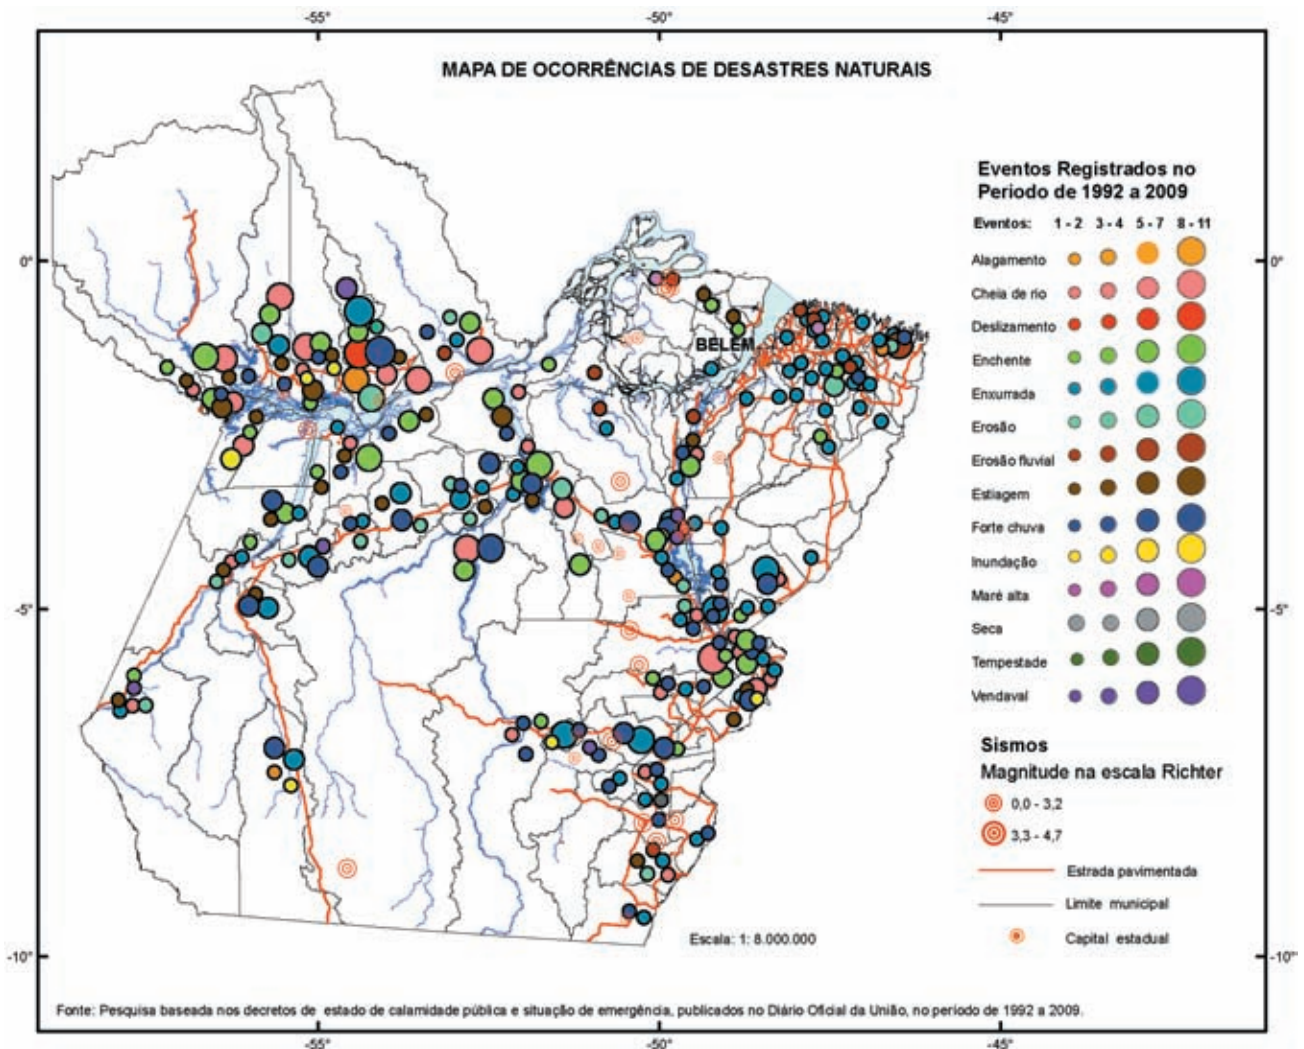 -55°
-50°
-45°
MAPA DE OCORRÊNCIAS DE DESASTRES NATURAIS
Eventos Registrados no
Período de 1992 a 2009
Eventos: 1 - 2 3 - 4 5 - 7 8 - 11
0°
0°
Alagamento
Cheia de rio
Deslizamento
BELÉM
Enchente
Enxurrada
Erosão
Erosão fluvial
Estiagem
Forte chuva
Inundação
Maré alta
-5°
-5°
Seca
Tempestade
Vendaval
Sismos
Magnitude na escala Richter
0,0 - 3,2
3,3 - 4,7
Estrada pavimentada
Limite municipal
Capital estadual
Escala: 1: 8.000.000
-10°
-10°
Fonte: Pesquisa baseada nos decretos de estado de calamidade pública e situação de emergência, publicados no Diário Oficial da União, no período de 1992 a 2009.
-55°
-50°
-45°